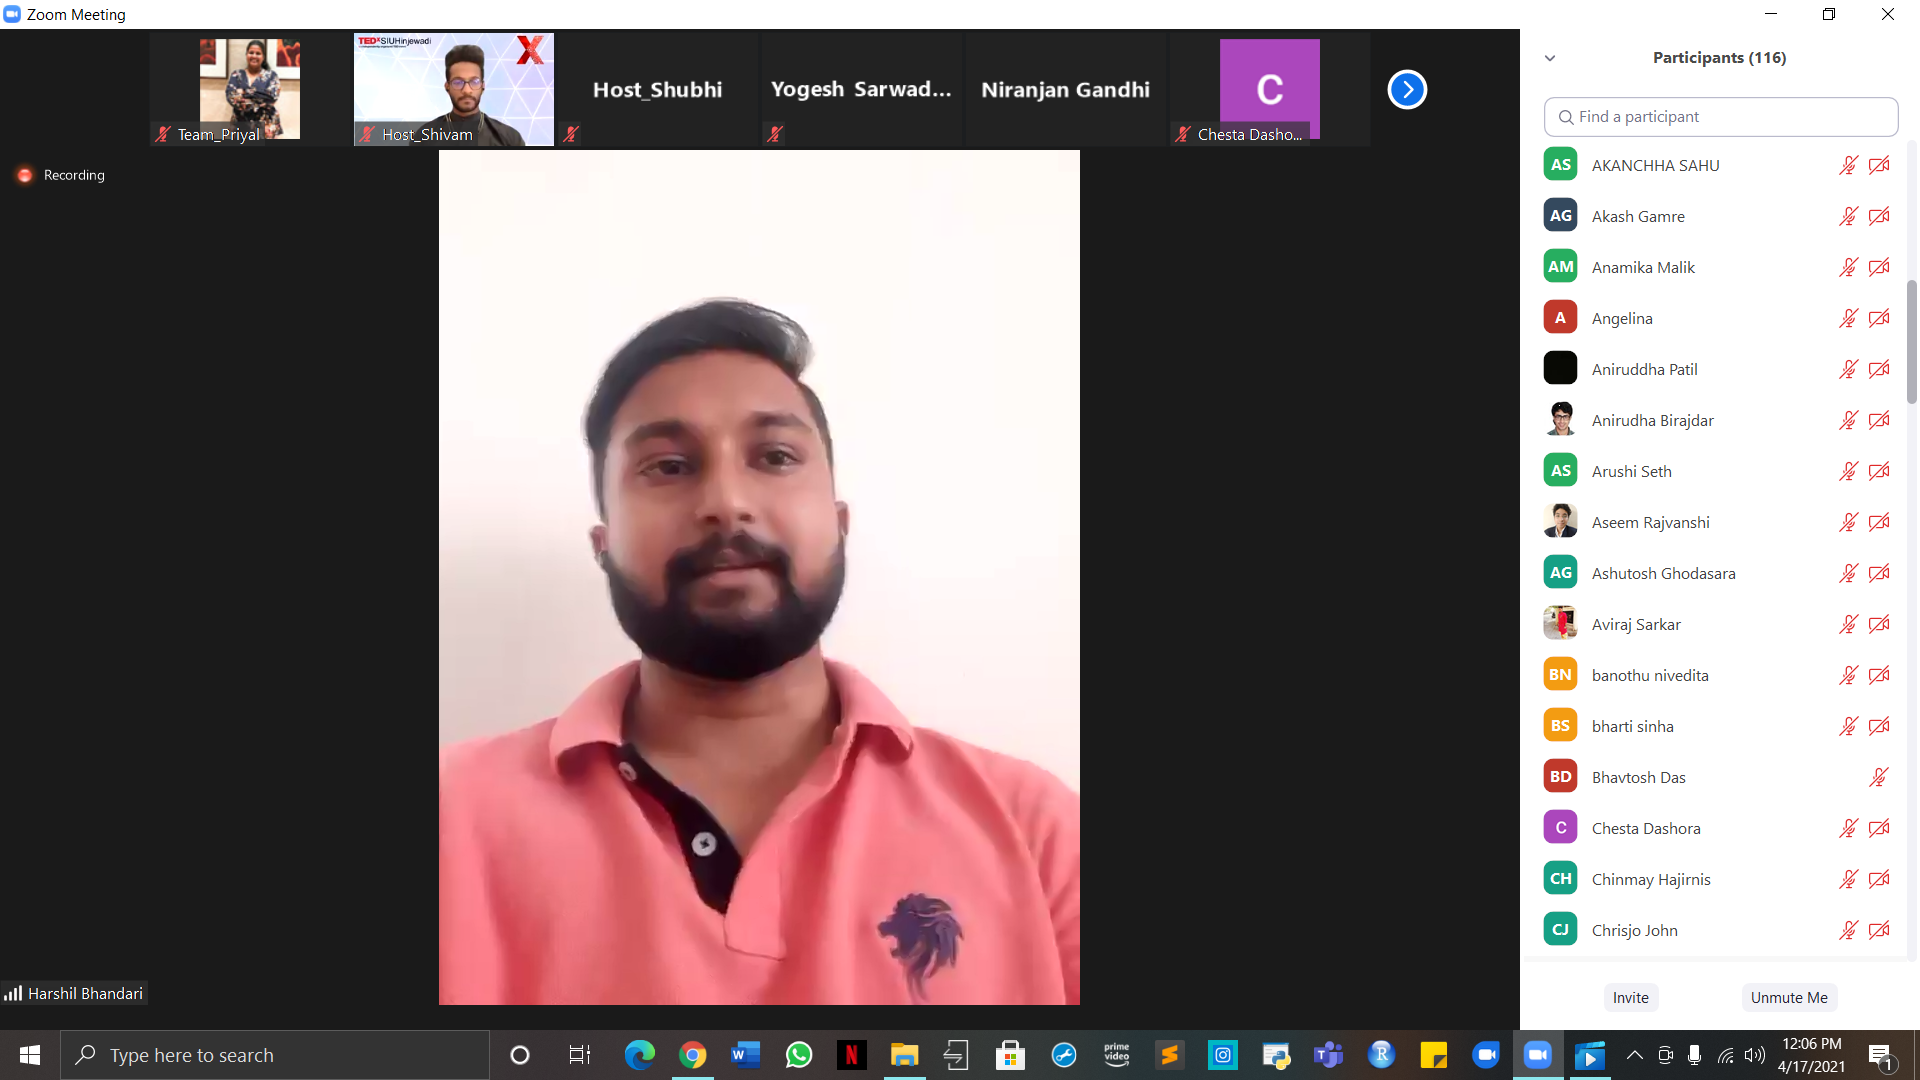 Zoom Meeting
Team_Priyal
TEDxSIUHinjewadi
X
Host_Shivam
Host_Shubhi
Yogesh Sarwad...
Niranjan Gandhi
C
Chesta Dasho...
Recording
Harshil Bhandari
Participants (116)
Find a participant
AS AKANCHHA SAHU
AG Akash Gamre
AM Anamika Malik
A Angelina
Aniruddha Patil
Anirudha Birajdar
AS Arushi Seth
Aseem Rajvanshi
AG Ashutosh Ghodasara
Aviraj Sarkar
BN banothu nivedita
BS bharti sinha
BD Bhavtosh Das
C Chesta Dashora
CH Chinmay Hajirnis
CJ Chrisjo John
Invite
Unmute Me
Type here to search
W
N
prime video
S
R
12:06 PM
4/17/2021
1